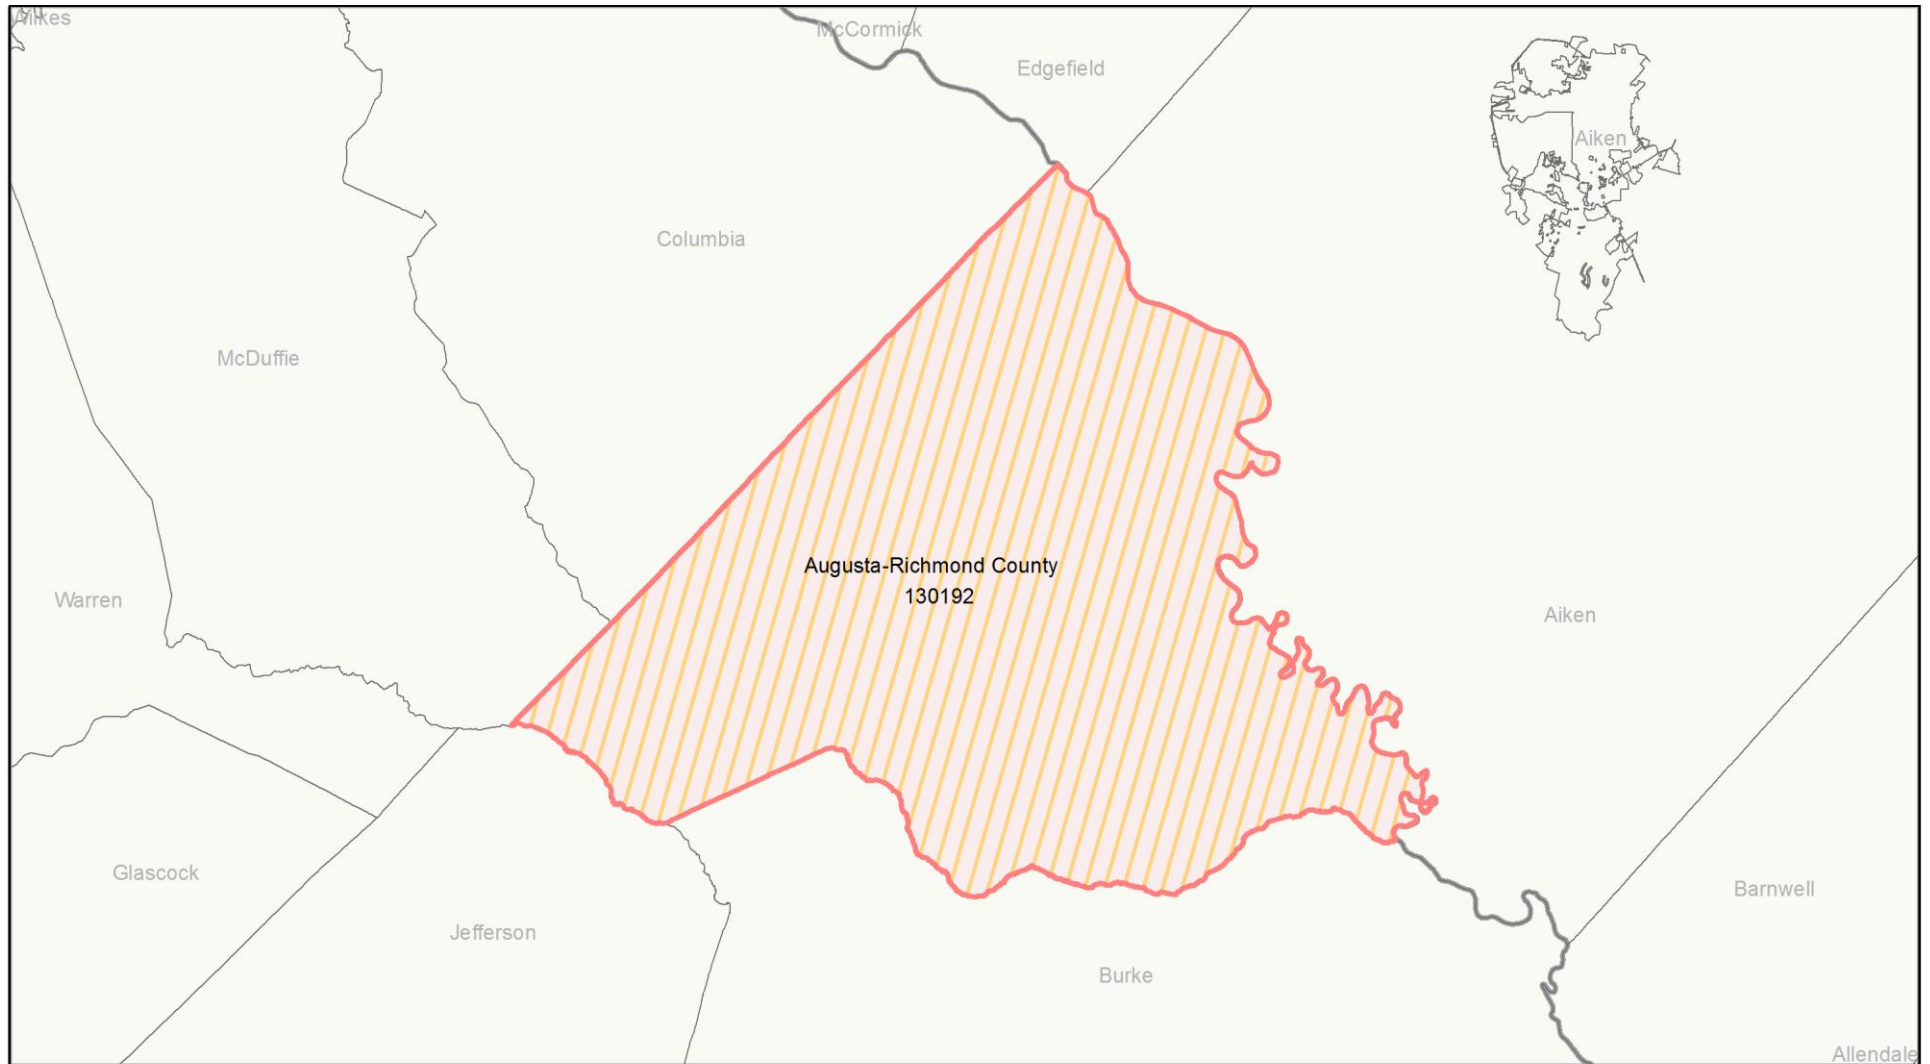 Wilkes
McCormick
Edgefield
Aiken
Columbia
McDuffie
Augusta-Richmond County
130192
Warren
Aiken
Glascock
Barnwell
Jefferson
Burke
Allendale